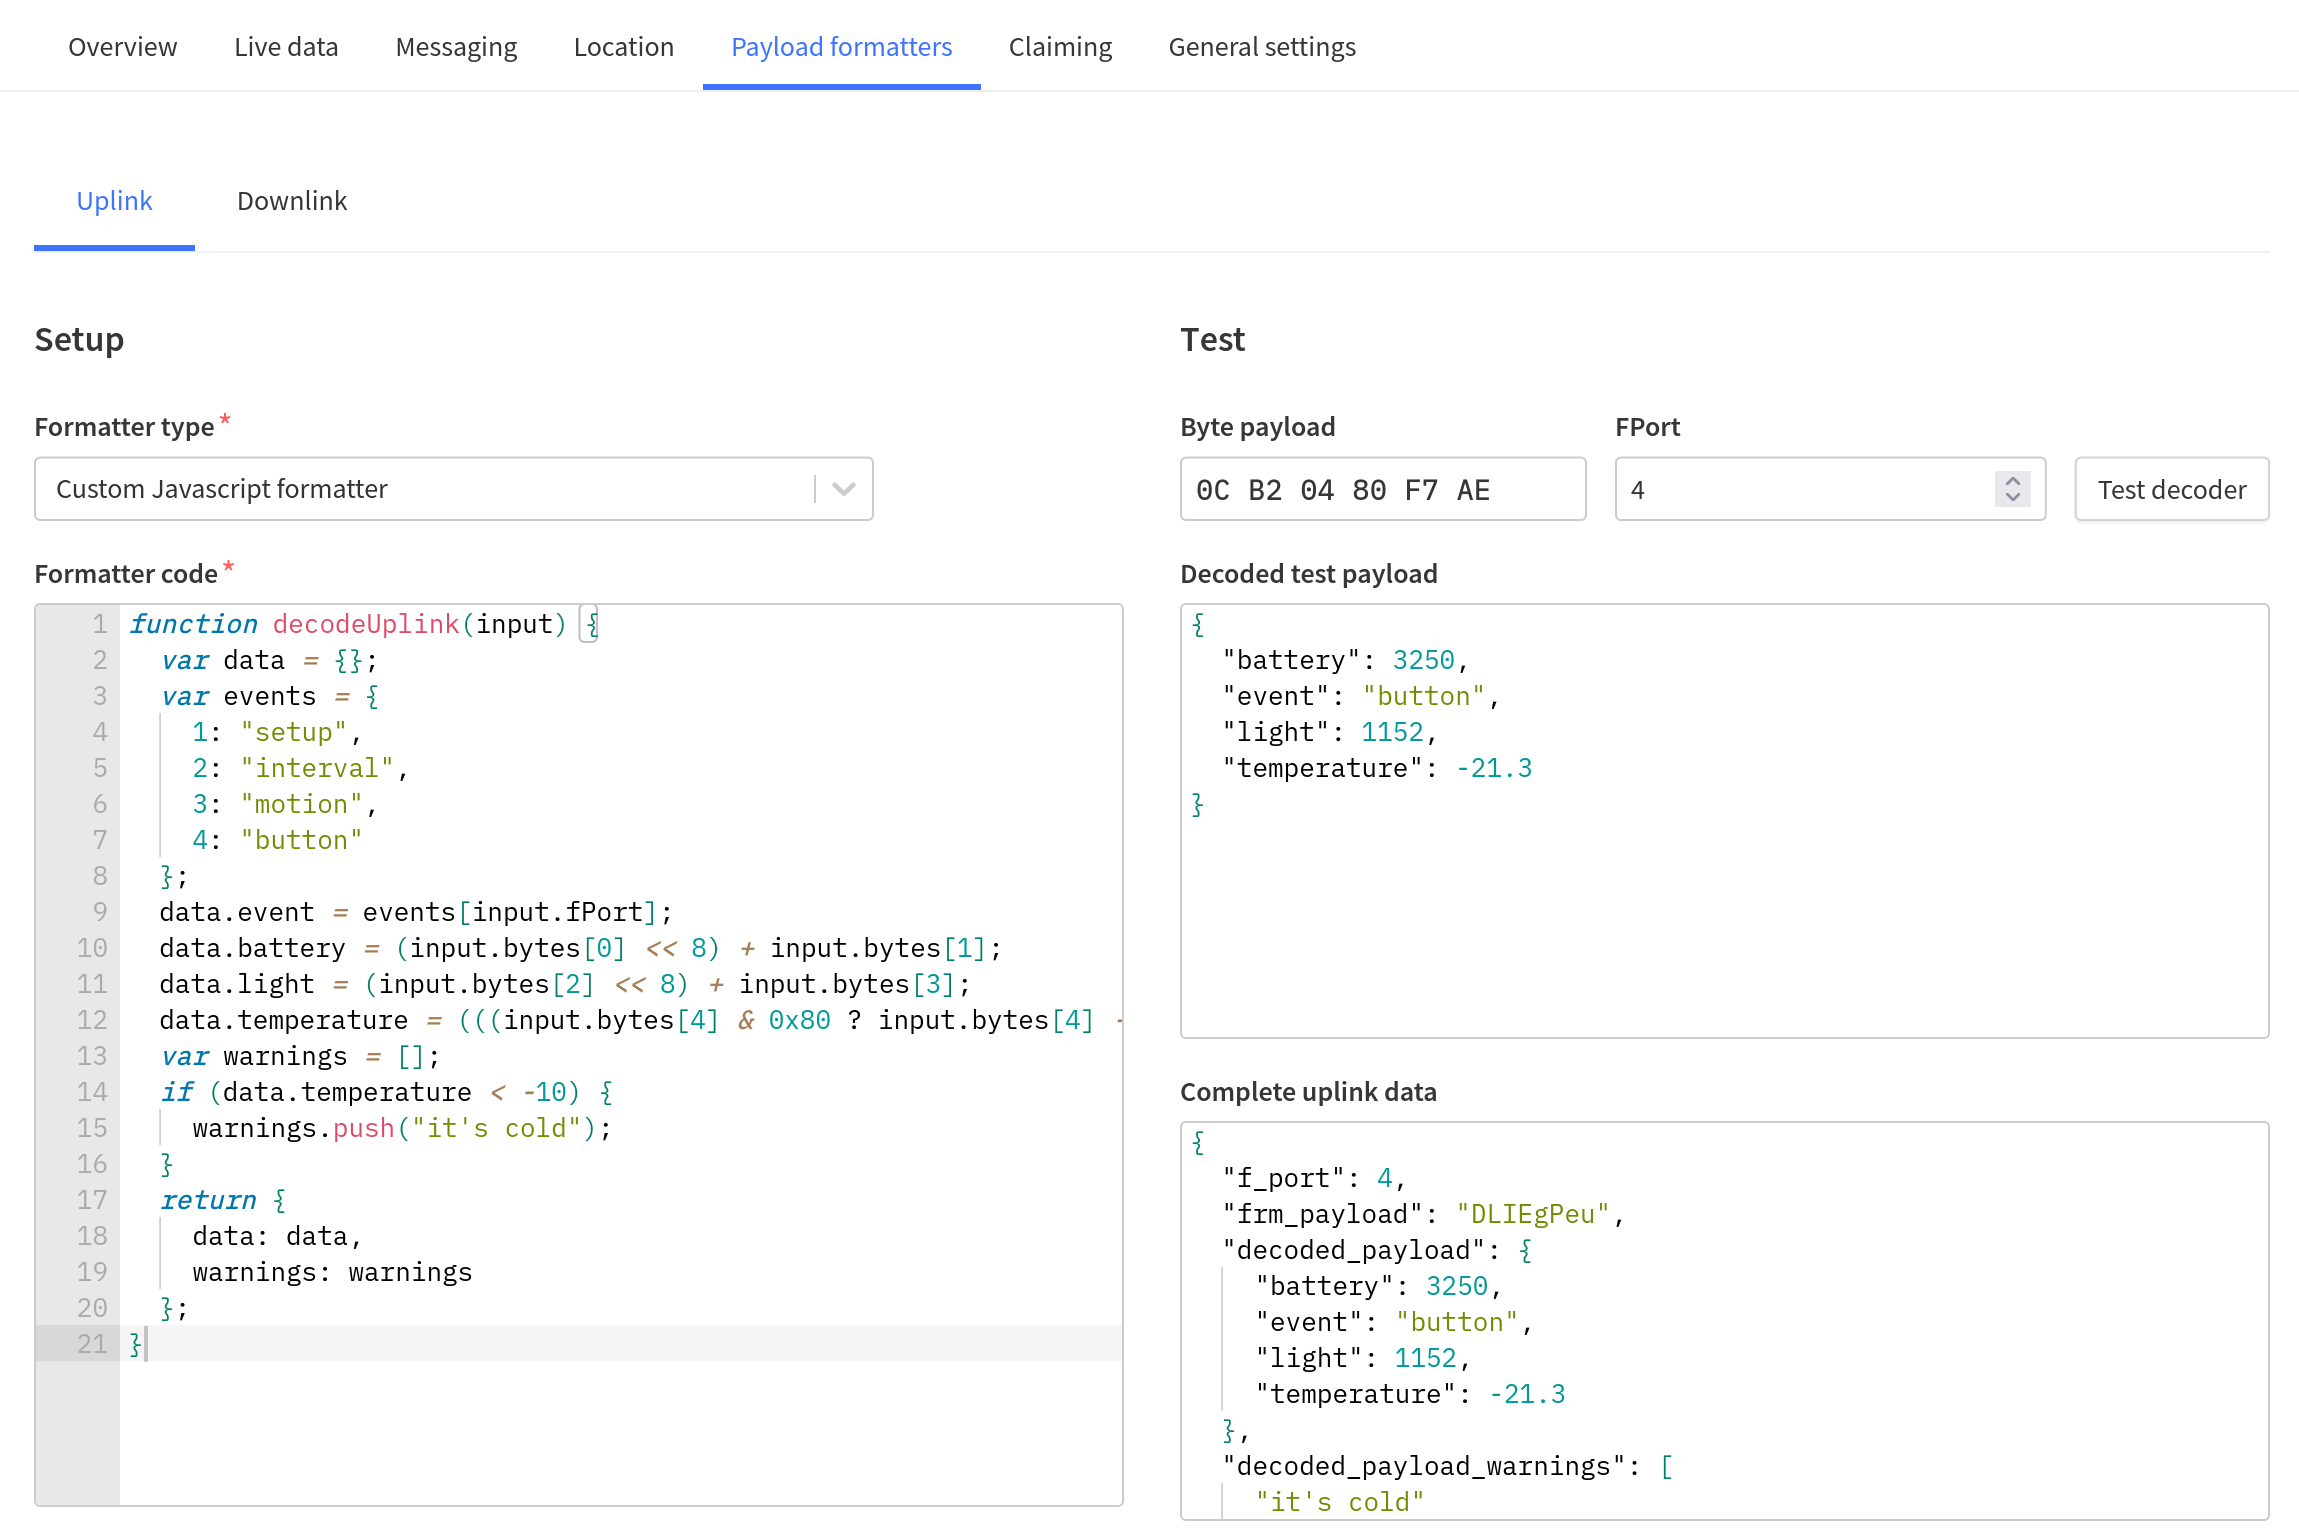 Overview Live data Messaging Location Payload formatters Claiming General settings
Uplink Downlink
Setup
Formatter type *
Custom Javascript formatter
Formatter code *
1 function decodeUplink(input) {
2   var data = {};
3   var events = {
4     1: "setup",
5     2: "interval",
6     3: "motion",
7     4: "button"
8   };
9   data.event = events[input.fPort];
10   data.battery = (input.bytes[0] << 8) + input.bytes[1];
11   data.light = (input.bytes[2] << 8) + input.bytes[3];
12   data.temperature = (((input.bytes[4] & 0x80 ? input.bytes[4] -
13   var warnings = [];
14   if (data.temperature < -10) {
15     warnings.push("it's cold");
16   }
17   return {
18     data: data,
19     warnings: warnings
20   };
21 }
Test
Byte payload FPort
0C B2 04 80 F7 AE 4 Test decoder
Decoded test payload
{
  "battery": 3250,
  "event": "button",
  "light": 1152,
  "temperature": -21.3
}
Complete uplink data
{
  "f_port": 4,
  "frm_payload": "DLIEgPeu",
  "decoded_payload": {
    "battery": 3250,
    "event": "button",
    "light": 1152,
    "temperature": -21.3
  },
  "decoded_payload_warnings": [
    "it's cold"